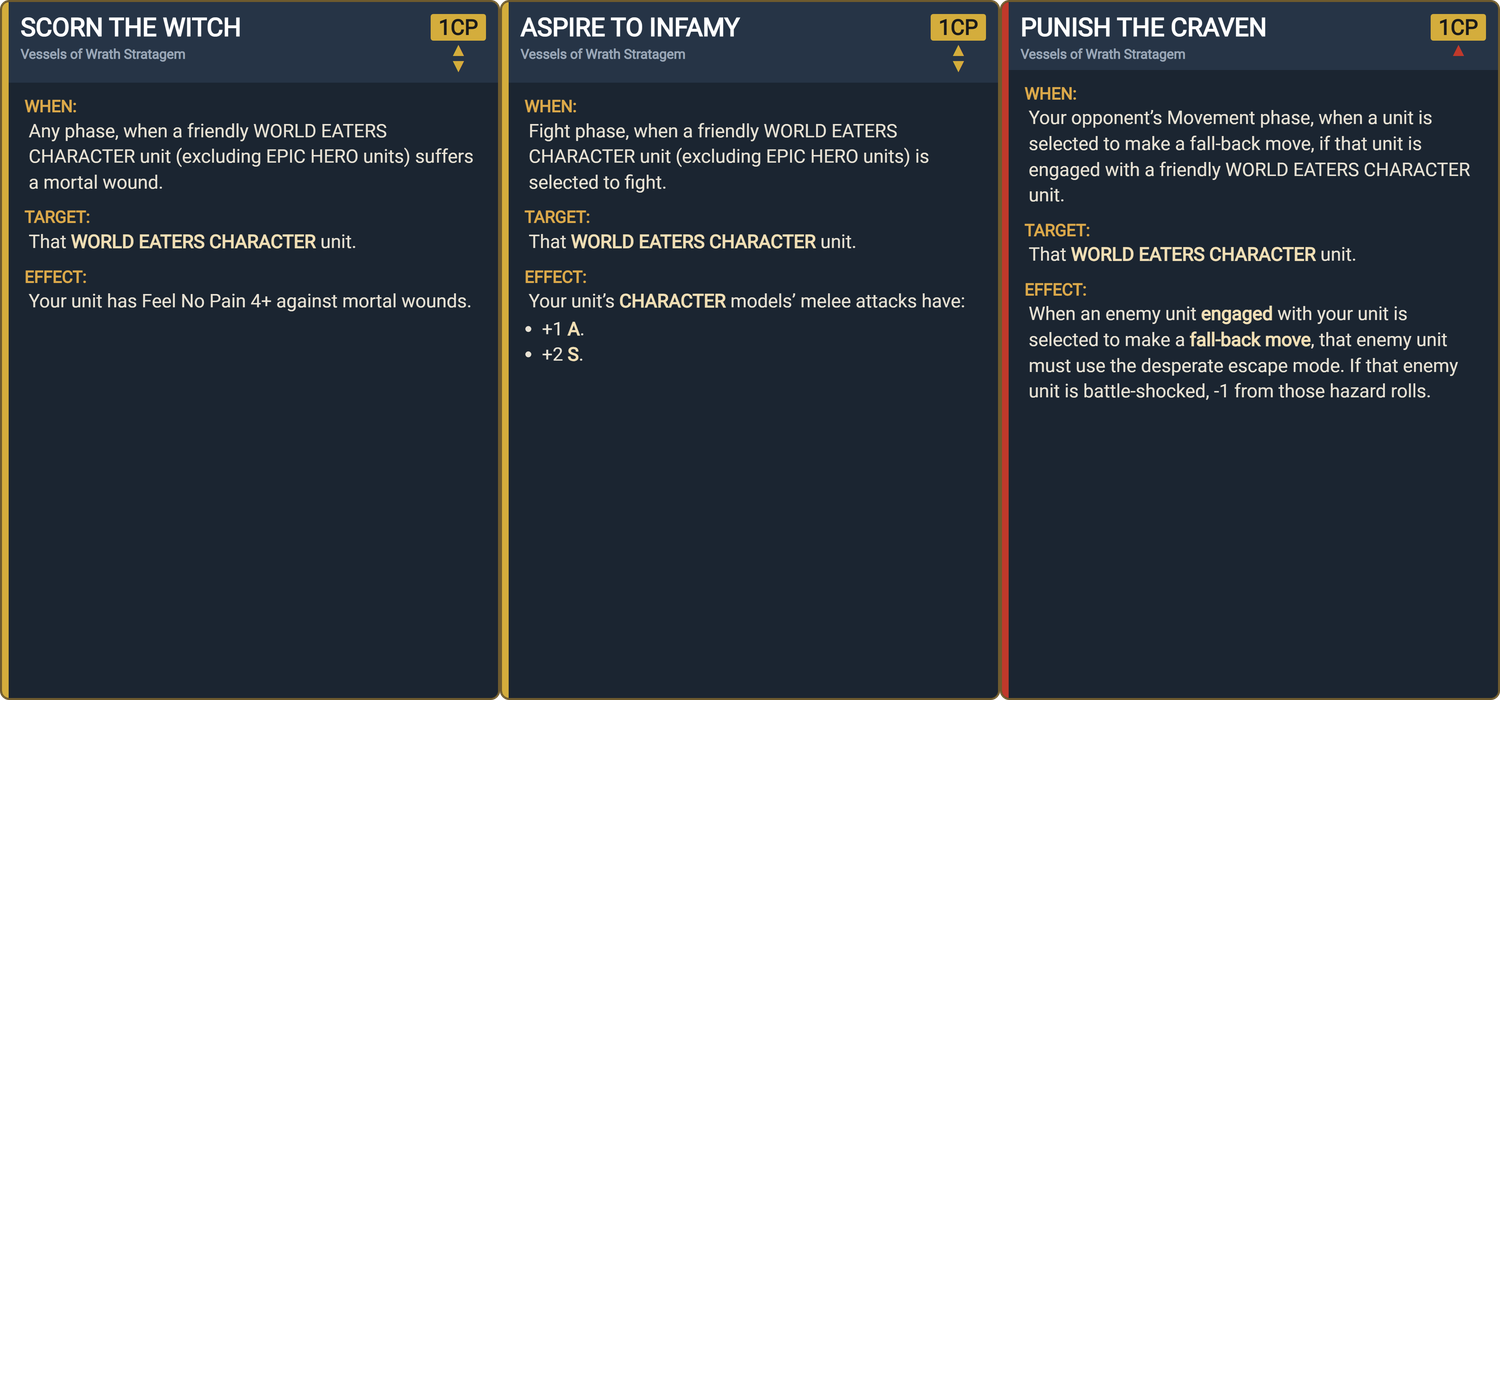 SCORN THE WITCH
1CP
Vessels of Wrath Stratagem
WHEN:
Any phase, when a friendly WORLD EATERS
CHARACTER unit (excluding EPIC HERO units) suffers
a mortal wound.
TARGET:
That WORLD EATERS CHARACTER unit.
EFFECT:
Your unit has Feel No Pain 4+ against mortal wounds.
ASPIRE TO INFAMY
1CP
Vessels of Wrath Stratagem
WHEN:
Fight phase, when a friendly WORLD EATERS
CHARACTER unit (excluding EPIC HERO units) is
selected to fight.
TARGET:
That WORLD EATERS CHARACTER unit.
EFFECT:
Your unit’s CHARACTER models’ melee attacks have:
• +1 A.
• +2 S.
PUNISH THE CRAVEN
1CP
Vessels of Wrath Stratagem
WHEN:
Your opponent’s Movement phase, when a unit is
selected to make a fall-back move, if that unit is
engaged with a friendly WORLD EATERS CHARACTER
unit.
TARGET:
That WORLD EATERS CHARACTER unit.
EFFECT:
When an enemy unit engaged with your unit is
selected to make a fall-back move, that enemy unit
must use the desperate escape mode. If that enemy
unit is battle-shocked, -1 from those hazard rolls.